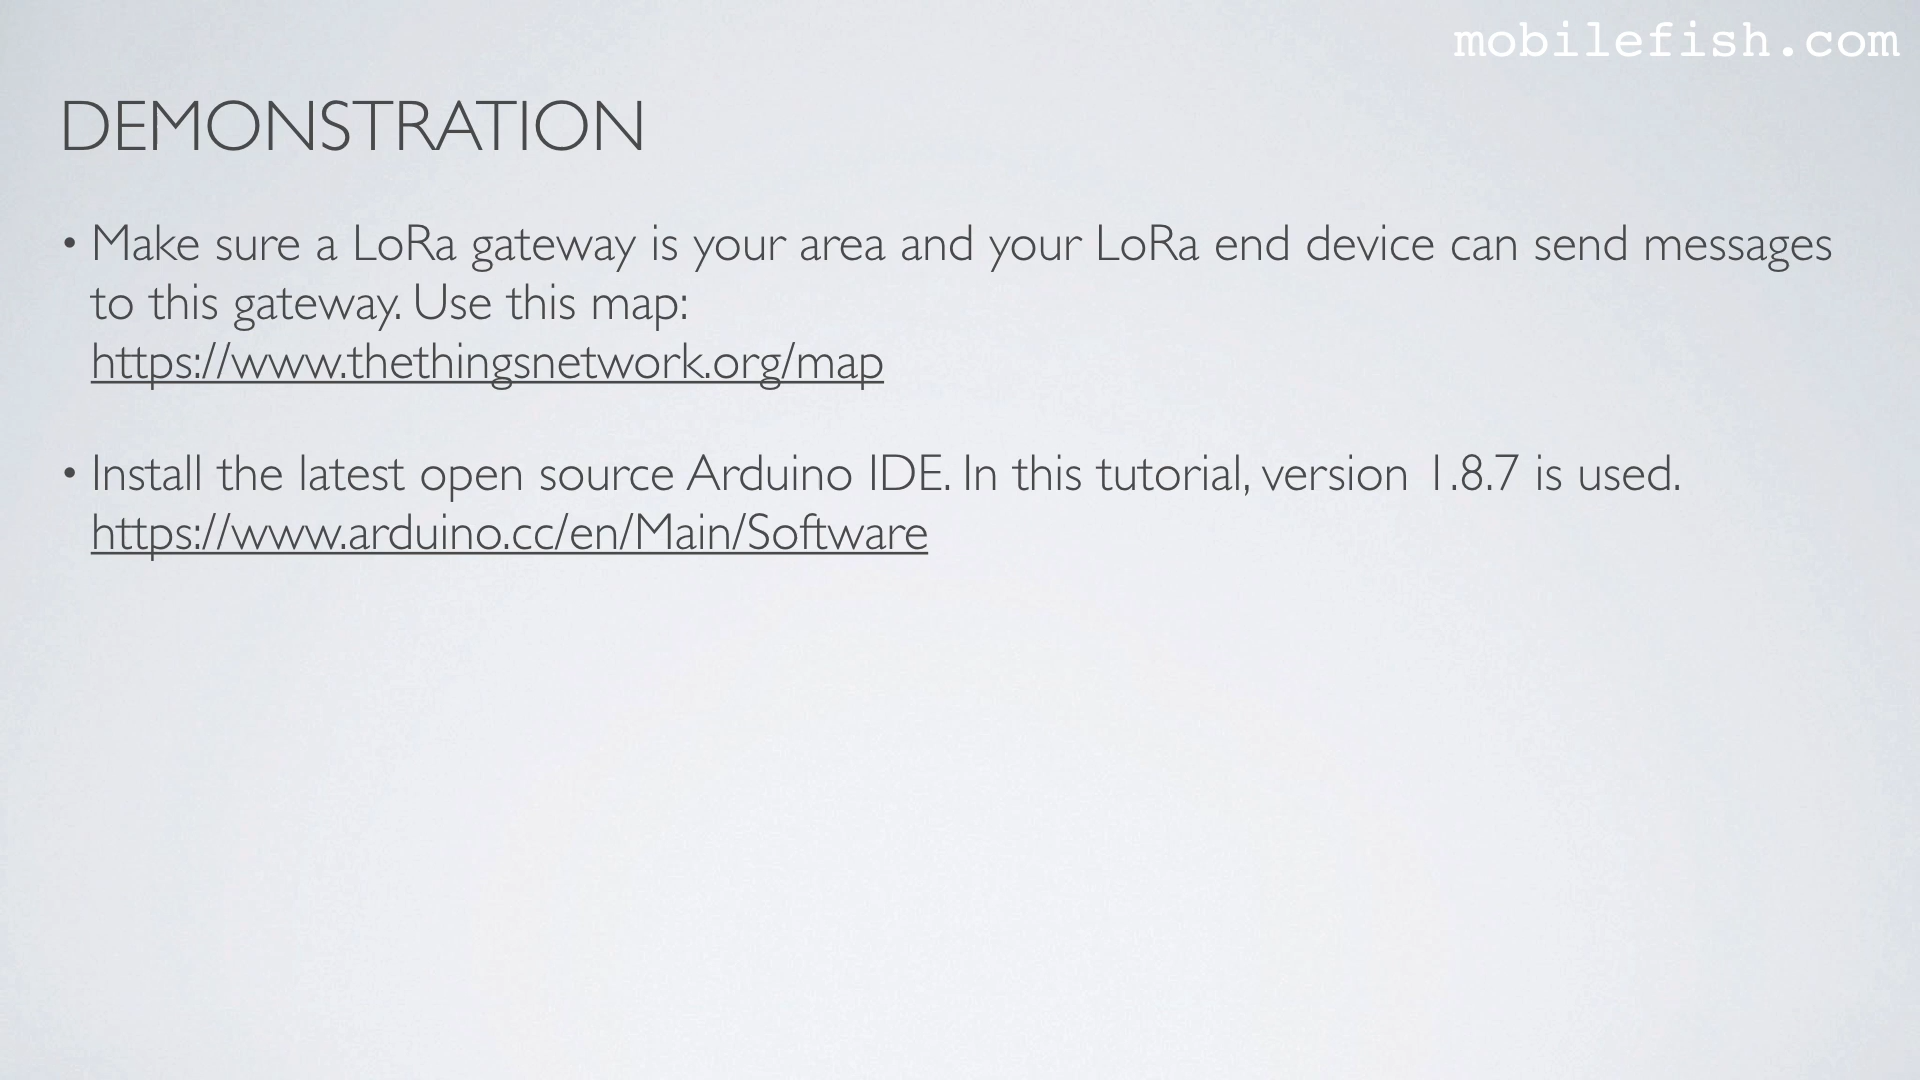 mobilefish.com
DEMONSTRATION
• Make sure a LoRa gateway is your area and your LoRa end device can send messages
to this gateway. Use this map:
https://www.thethingsnetwork.org/map
• Install the latest open source Arduino IDE. In this tutorial, version 1.8.7 is used.
https://www.arduino.cc/en/Main/Software